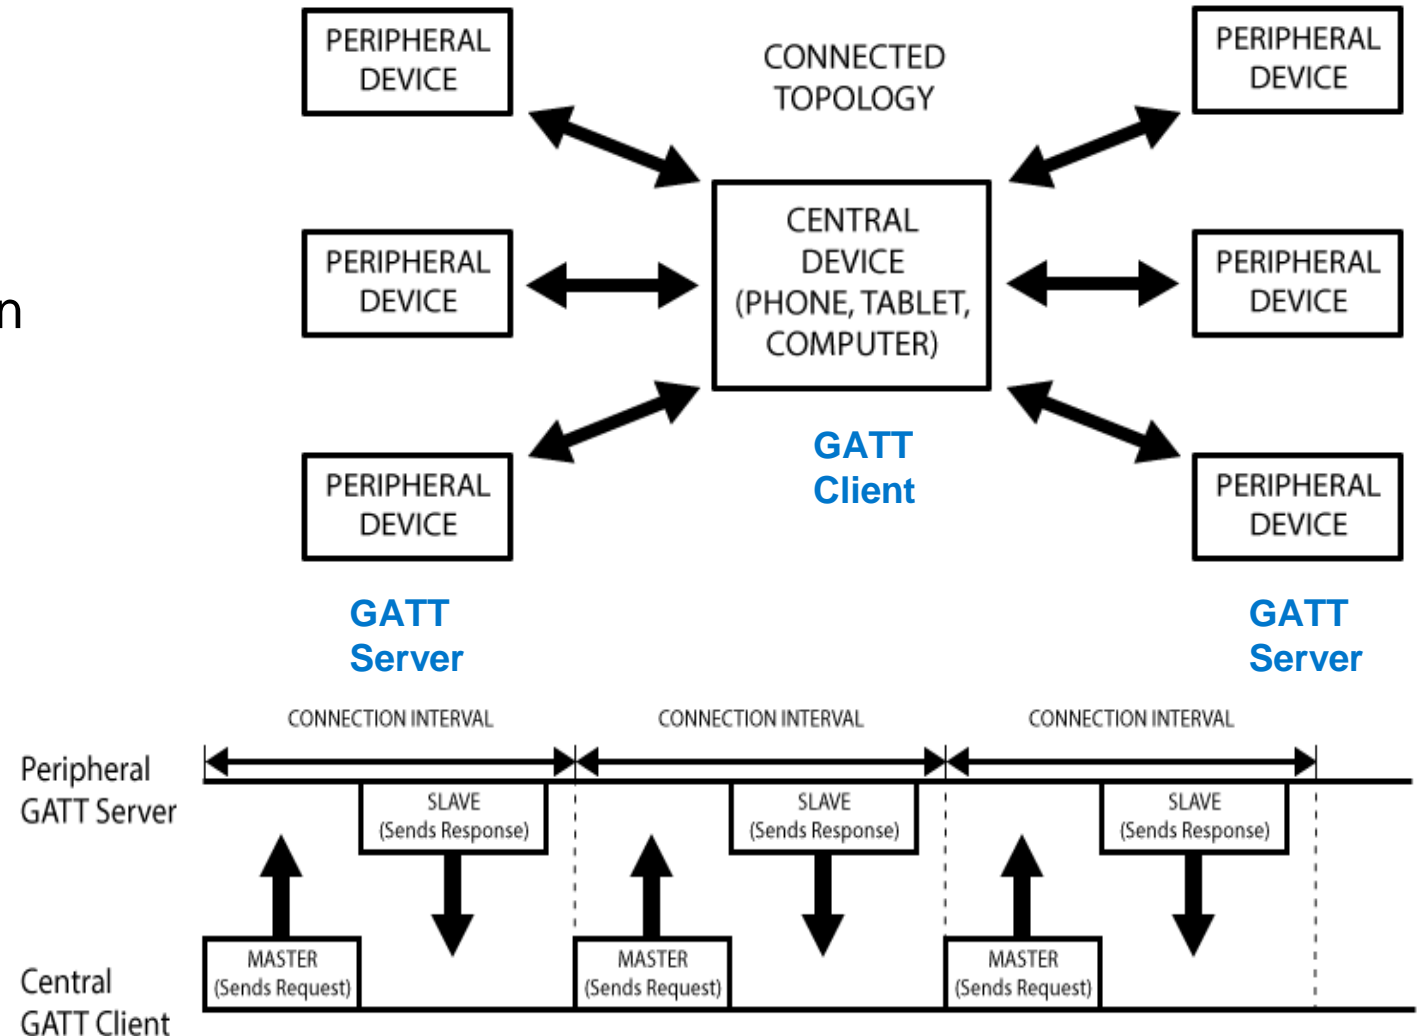 PERIPHERAL
DEVICE
CONNECTED
TOPOLOGY
PERIPHERAL
DEVICE
PERIPHERAL
DEVICE
CENTRAL
DEVICE
(PHONE, TABLET,
COMPUTER)
PERIPHERAL
DEVICE
n
GATT
Client
PERIPHERAL
DEVICE
PERIPHERAL
DEVICE
GATT
Server
GATT
Server
CONNECTION INTERVAL
CONNECTION INTERVAL
CONNECTION INTERVAL
Peripheral
GATT Server
SLAVE
(Sends Response)
SLAVE
(Sends Response)
SLAVE
(Sends Response)
MASTER
(Sends Request)
MASTER
(Sends Request)
MASTER
(Sends Request)
Central
GATT Client